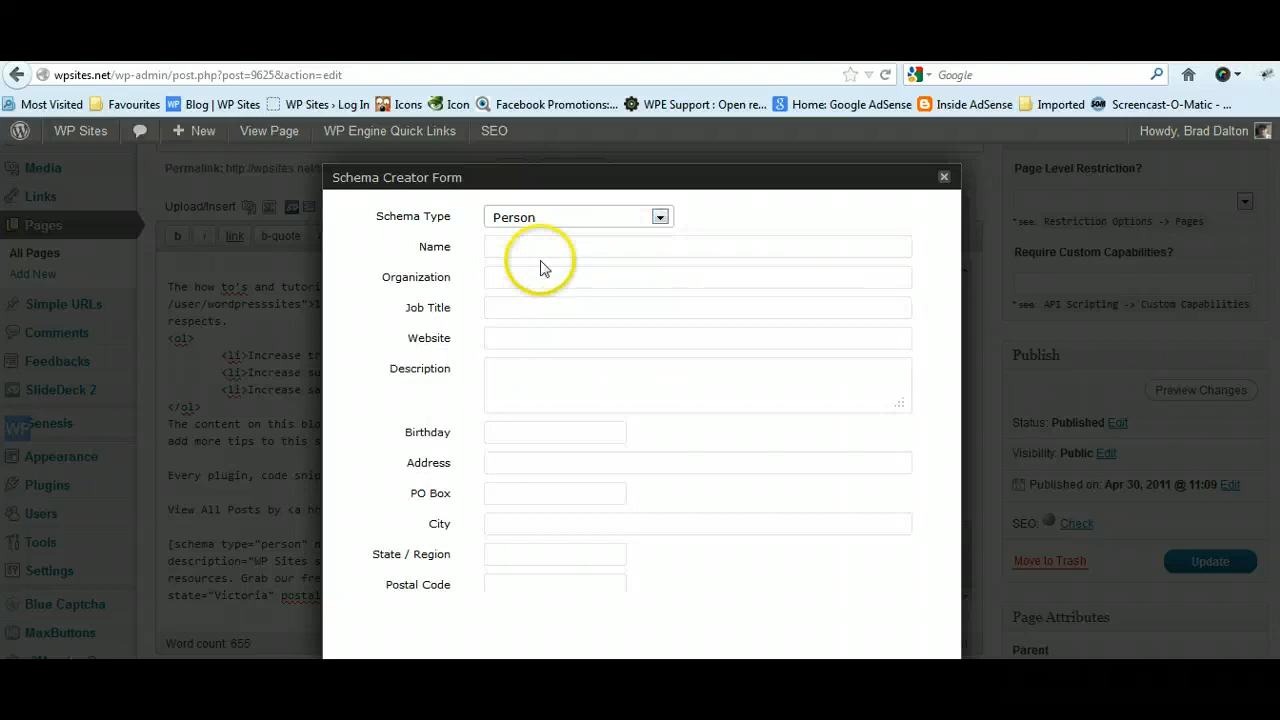 wpsites.net/wp-admin/post.php?post=9625&action=edit
Google
Most Visited Favourites Blog | WP Sites WP Sites › Log In Icons Icon Facebook Promotions:... WPE Support : Open re... Home: Google AdSense Inside AdSense Imported Screencast-O-Matic - ...
WP Sites New View Page WP Engine Quick Links SEO Howdy, Brad Dalton
Media
Links
Pages
All Pages
Add New
Simple URLs
Comments
Feedbacks
SlideDeck 2
Genesis
Appearance
Plugins
Users
Tools
Settings
Blue Captcha
MaxButtons
Permalink: http://wpsites.net/
Upload/Insert
b i link b-quote
The how to's and tutori
/user/wordpresssites">
respects.
<ol>
<li>Increase tr
<li>Increase su
<li>Increase sa
</ol>
The content on this blo
add more tips to this s
Every plugin, code snip
View All Posts by <a h
[schema type="person" n
description="WP Sites s
resources. Grab our fre
state="Victoria" postal
Word count: 655
Schema Creator Form
Schema Type Person
Name
Organization
Job Title
Website
Description
Birthday
Address
PO Box
City
State / Region
Postal Code
Page Level Restriction?
*see: Restriction Options -> Pages
Require Custom Capabilities?
*see: API Scripting -> Custom Capabilities
Publish
Preview Changes
Status: Published Edit
Visibility: Public Edit
Published on: Apr 30, 2011 @ 11:09 Edit
SEO: Check
Move to Trash Update
Page Attributes
Parent